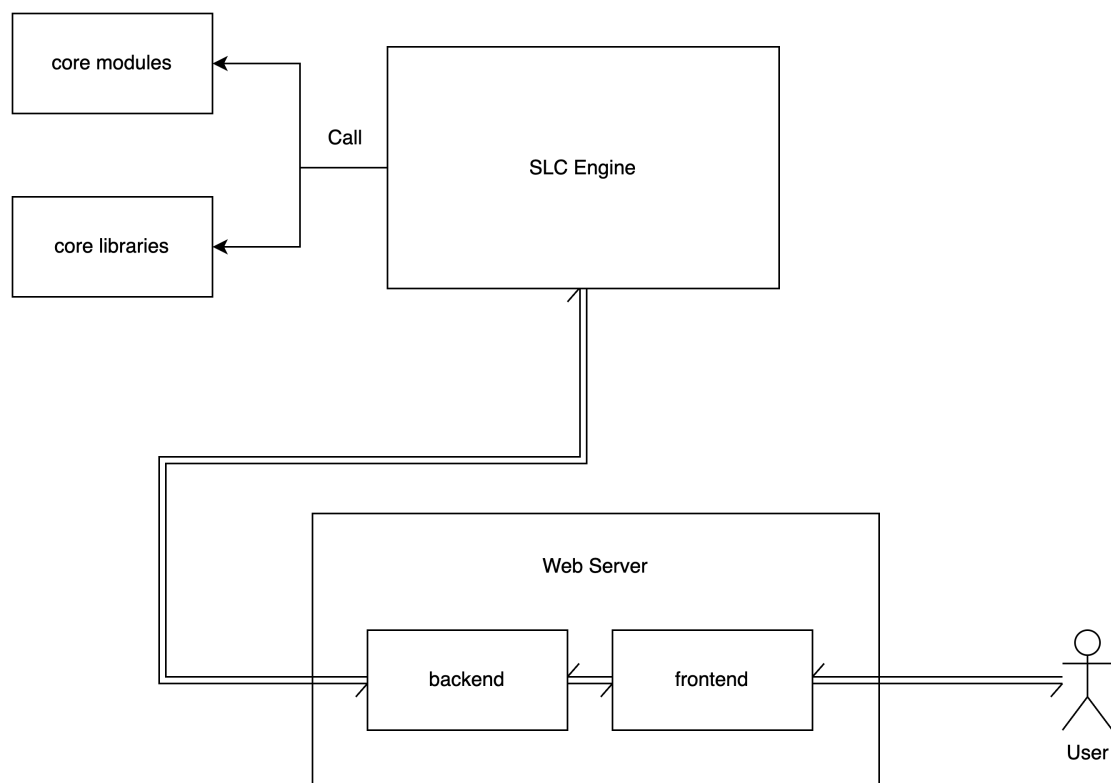 core modules
Call
SLC Engine
core libraries
Web Server
backend
frontend
User